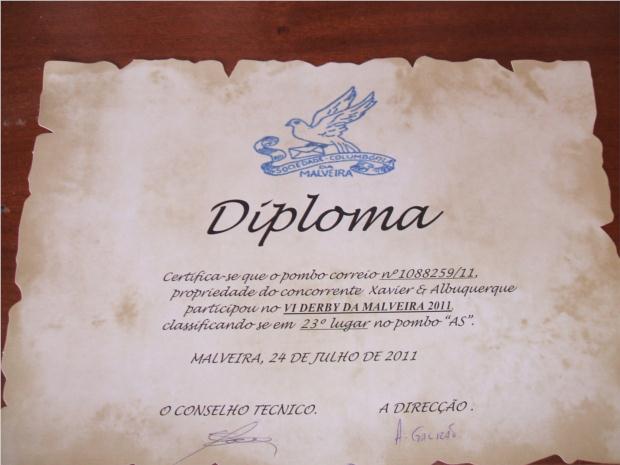 SOCIEDADE-COLUMBÓFILA
DA
MALVEIRA
Diploma
Certifica-se que o pombo correio nº1088259/11,
propriedade do concorrente Xavier & Albuquerque
participou no VI DERBY DA MALVEIRA 2011,
classificando se em 23º lugar no pombo "AS".
MALVEIRA, 24 DE JULHO DE 2011
O CONSELHO TECNICO. A DIRECÇÃO.
A. GALRÃO